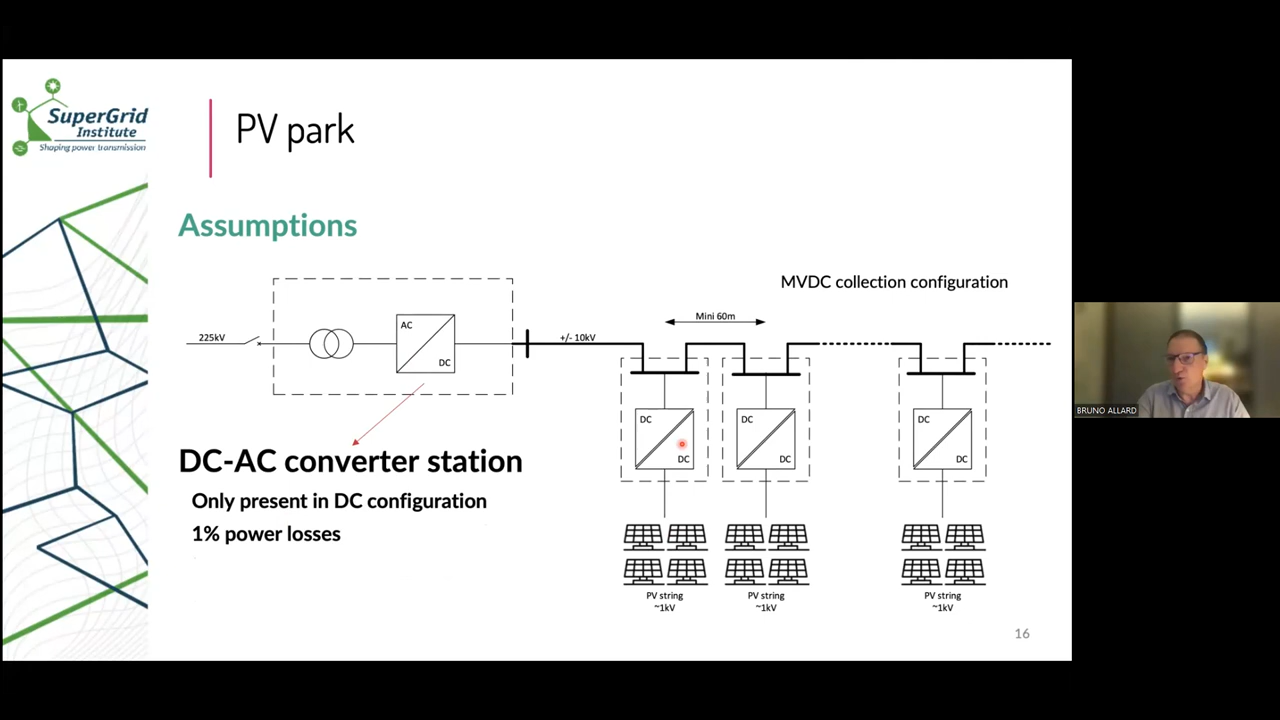 SuperGrid
Institute
Shaping power transmission
PV park
Assumptions
MVDC collection configuration
225kV
AC
DC
+/- 10kV
Mini 60m
DC
DC
DC
DC
DC
DC
DC-AC converter station
Only present in DC configuration
1% power losses
PV string
~1kV
PV string
~1kV
PV string
~1kV
16
BRUNO ALLARD